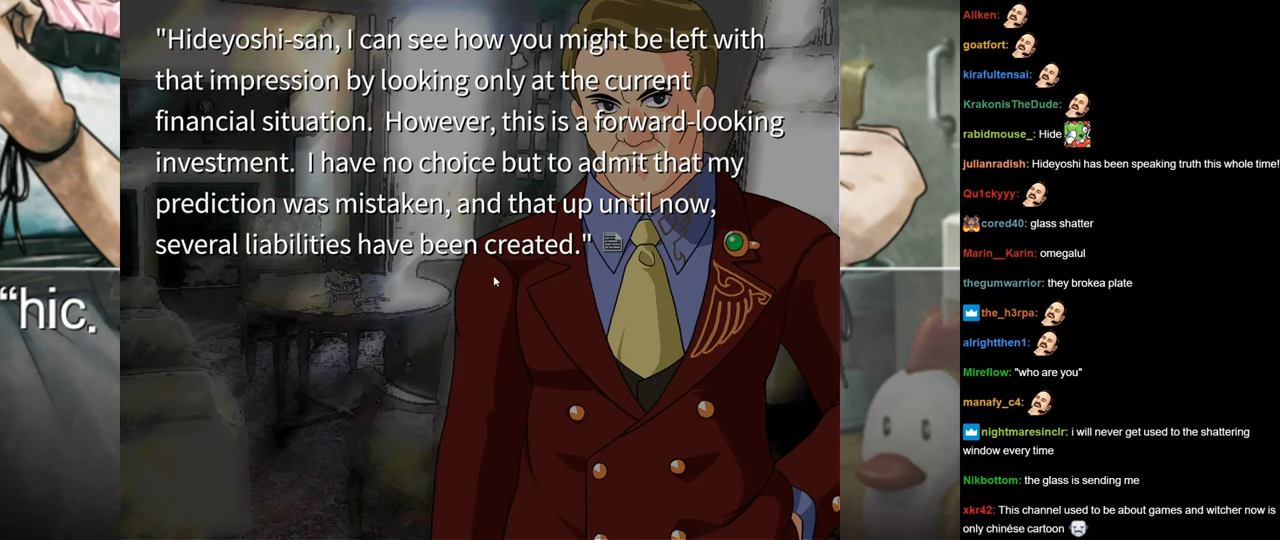 "Hideyoshi-san, I can see how you might be left with
that impression by looking only at the current
financial situation.  However, this is a forward-looking
investment.  I have no choice but to admit that my
prediction was mistaken, and that up until now,
several liabilities have been created."
“hic.
Ailken:
goatfort:
kirafultensai:
KrakonisTheDude:
rabidmouse_: Hide
julianradish: Hideyoshi has been speaking truth this whole time!
Qu1ckyyy:
cored40: glass shatter
Marin__Karin: omegalul
thegumwarrior: they brokea plate
the_h3rpa:
alrightthen1:
Mireflow: "who are you"
manafy_c4:
nightmaresinclr: i will never get used to the shattering
window every time
Nikbottom: the glass is sending me
xkr42: This channel used to be about games and witcher now is
only chinése cartoon